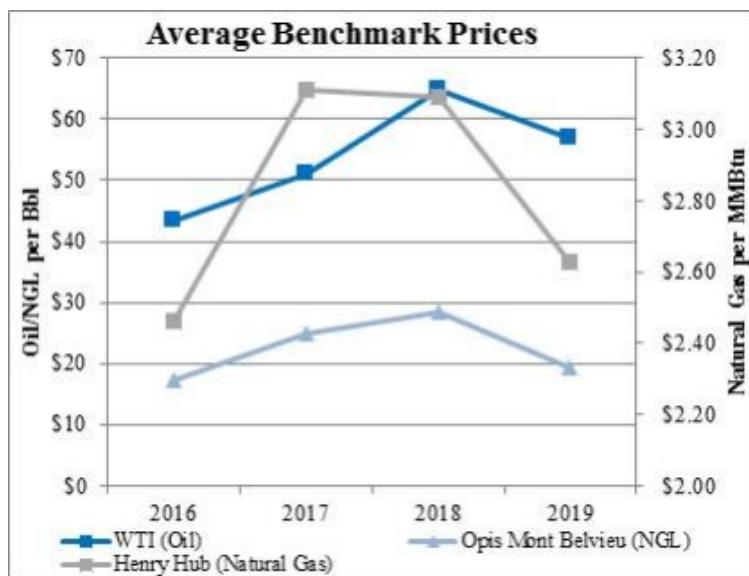 Average Benchmark Prices
$70
$60
$50
$40
$30
$20
$10
$0
Oil/NGL per Bbl
$3.20
$3.00
$2.80
$2.60
$2.40
$2.20
$2.00
Natural Gas per MMBtu
2016 2017 2018 2019
WTI (Oil) Opis Mont Belvieu (NGL)
Henry Hub (Natural Gas)